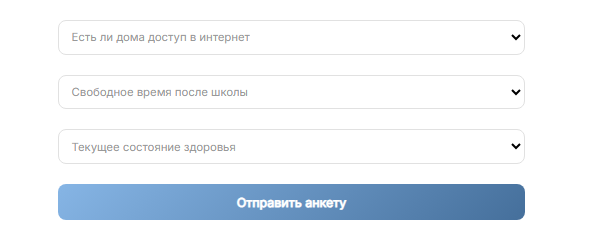 Есть ли дома доступ в интернет
Свободное время после школы
Текущее состояние здоровья
Отправить анкету